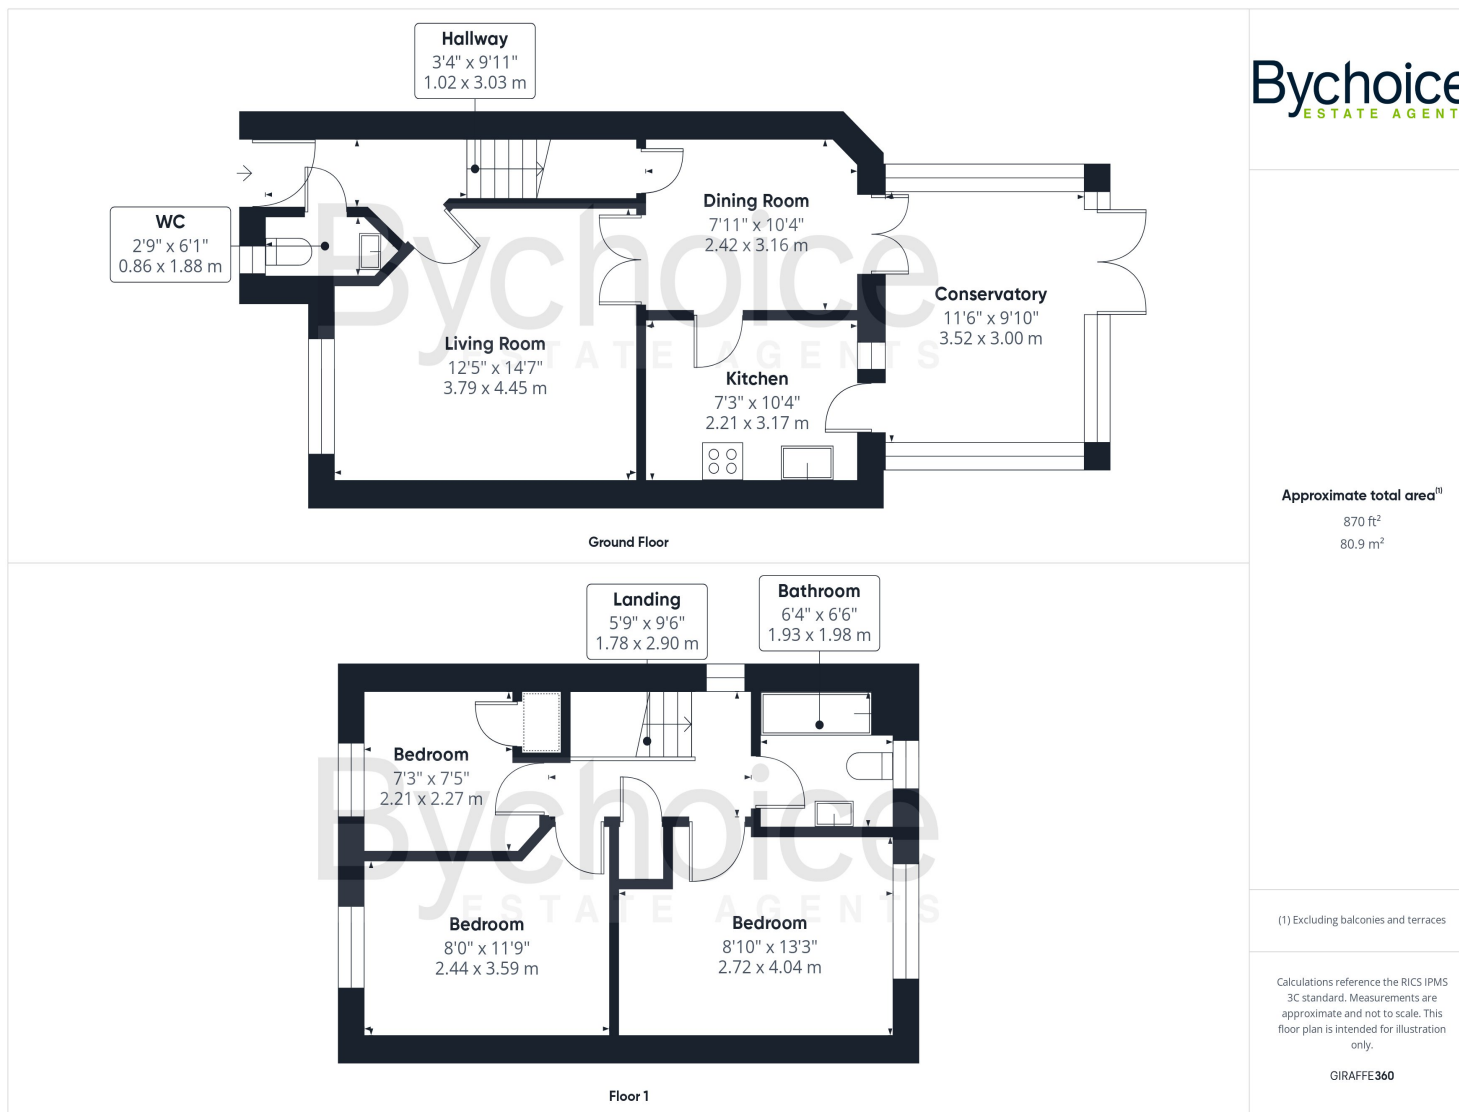 Hallway
3'4" x 9'11"
1.02 x 3.03 m
WC
2'9" x 6'1"
0.86 x 1.88 m
Dining Room
7'11" x 10'4"
2.42 x 3.16 m
Conservatory
11'6" x 9'10"
3.52 x 3.00 m
Living Room
12'5" x 14'7"
3.79 x 4.45 m
Kitchen
7'3" x 10'4"
2.21 x 3.17 m
Bychoice
ESTATE AGENTS
Ground Floor
Landing
5'9" x 9'6"
1.78 x 2.90 m
Bathroom
6'4" x 6'6"
1.93 x 1.98 m
Bedroom
7'3" x 7'5"
2.21 x 2.27 m
Bedroom
8'0" x 11'9"
2.44 x 3.59 m
Bedroom
8'10" x 13'3"
2.72 x 4.04 m
Bychoice
ESTATE AGENTS
Floor 1
Bychoice
ESTATE AGENT
Approximate total area(1)
870 ft²
80.9 m²
(1) Excluding balconies and terraces
Calculations reference the RICS IPMS
3C standard. Measurements are
approximate and not to scale. This
floor plan is intended for illustration
only.
GIRAFFE360